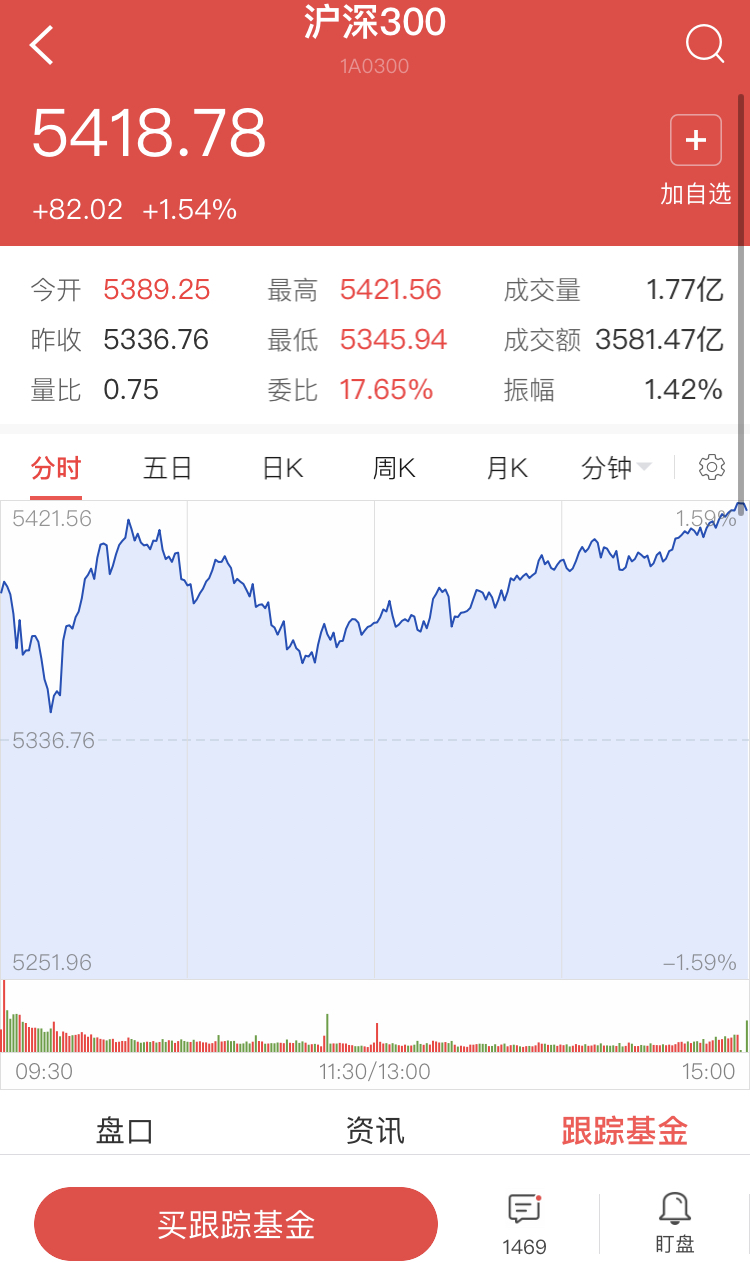 沪深300
1A0300
5418.78
+82.02 +1.54%
加自选
今开 5389.25 最高 5421.56 成交量 1.77亿
昨收 5336.76 最低 5345.94 成交额 3581.47亿
量比 0.75 委比 17.65% 振幅 1.42%
分时 五日 日K 周K 月K 分钟
5421.56 1.59%
5336.76
5251.96 -1.59%
09:30 11:30/13:00 15:00
盘口 资讯 跟踪基金
买跟踪基金 1469 盯盘